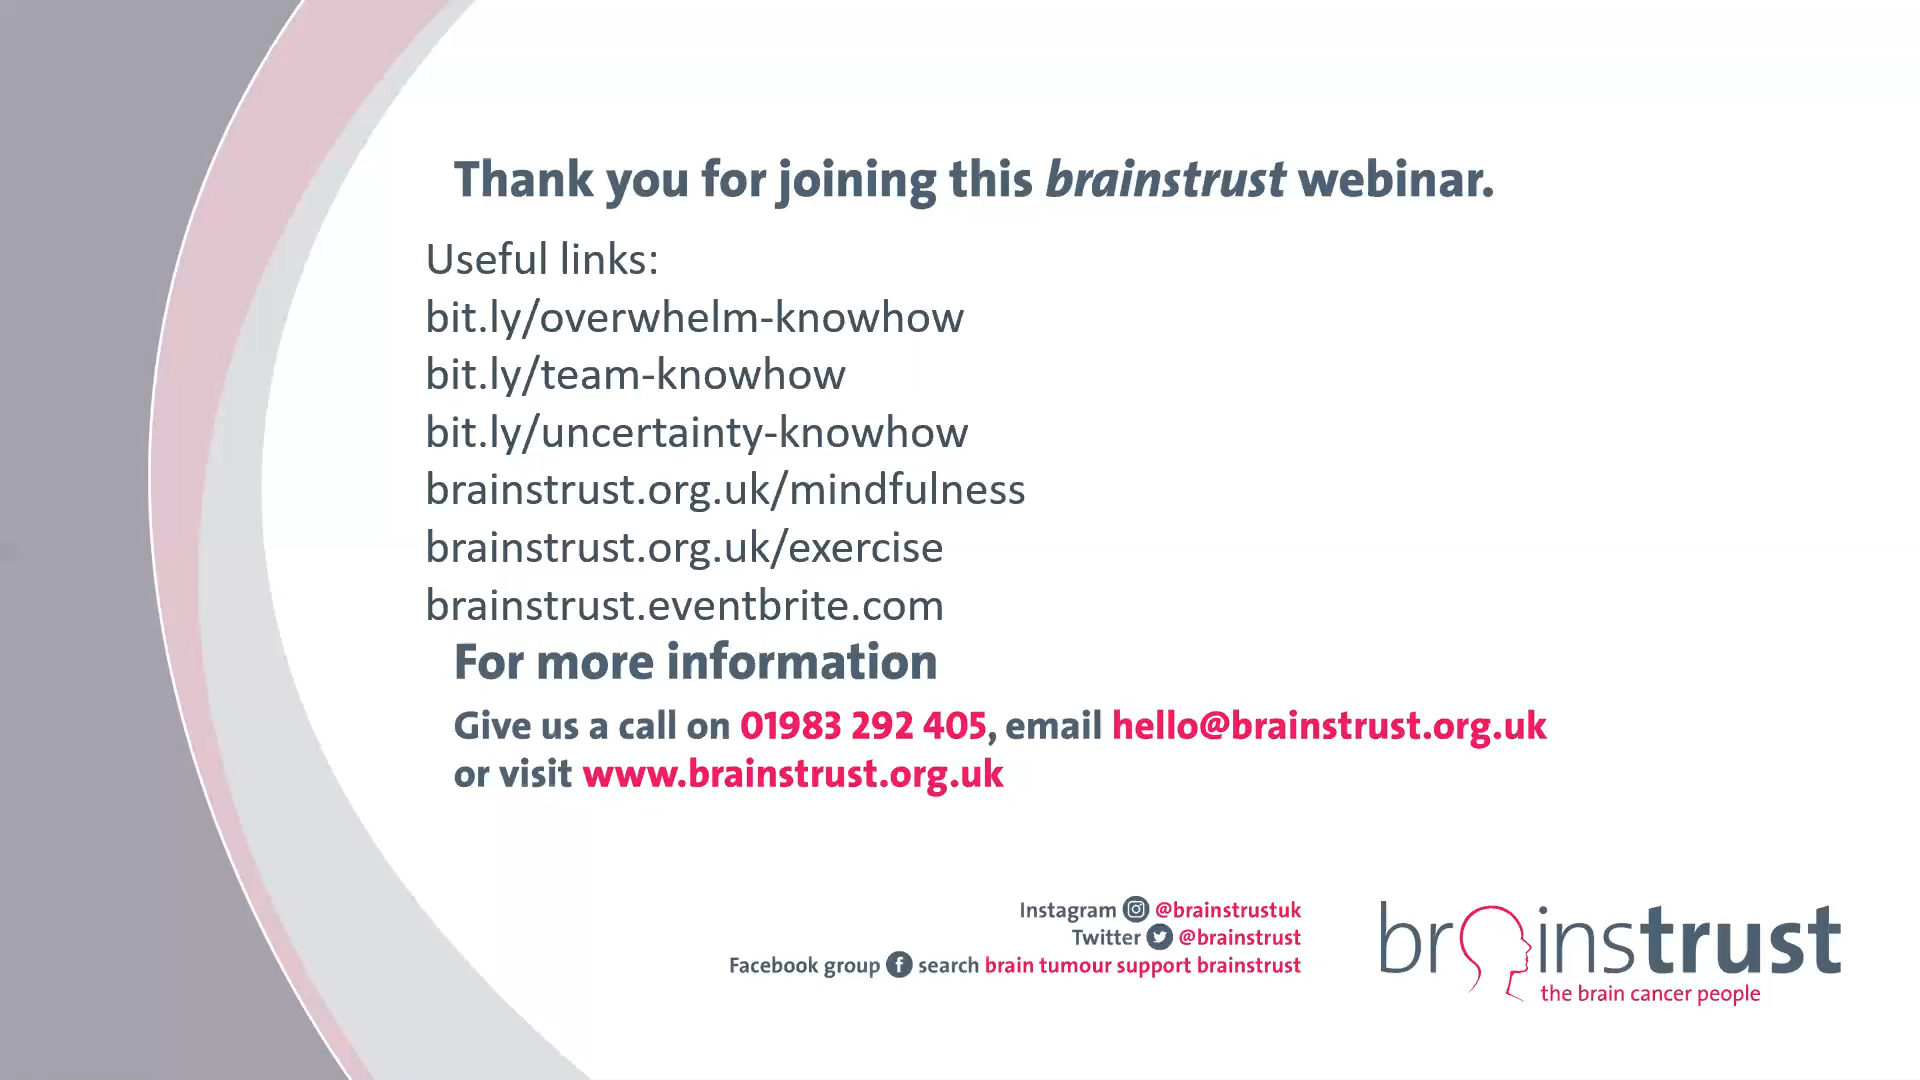 Thank you for joining this brainstrust webinar.
Useful links:
bit.ly/overwhelm-knowhow
bit.ly/team-knowhow
bit.ly/uncertainty-knowhow
brainstrust.org.uk/mindfulness
brainstrust.org.uk/exercise
brainstrust.eventbrite.com
For more information
Give us a call on 01983 292 405, email hello@brainstrust.org.uk
or visit www.brainstrust.org.uk
Instagram @brainstrustuk
Twitter @brainstrust
Facebook group search brain tumour support brainstrust
brainstrust
the brain cancer people